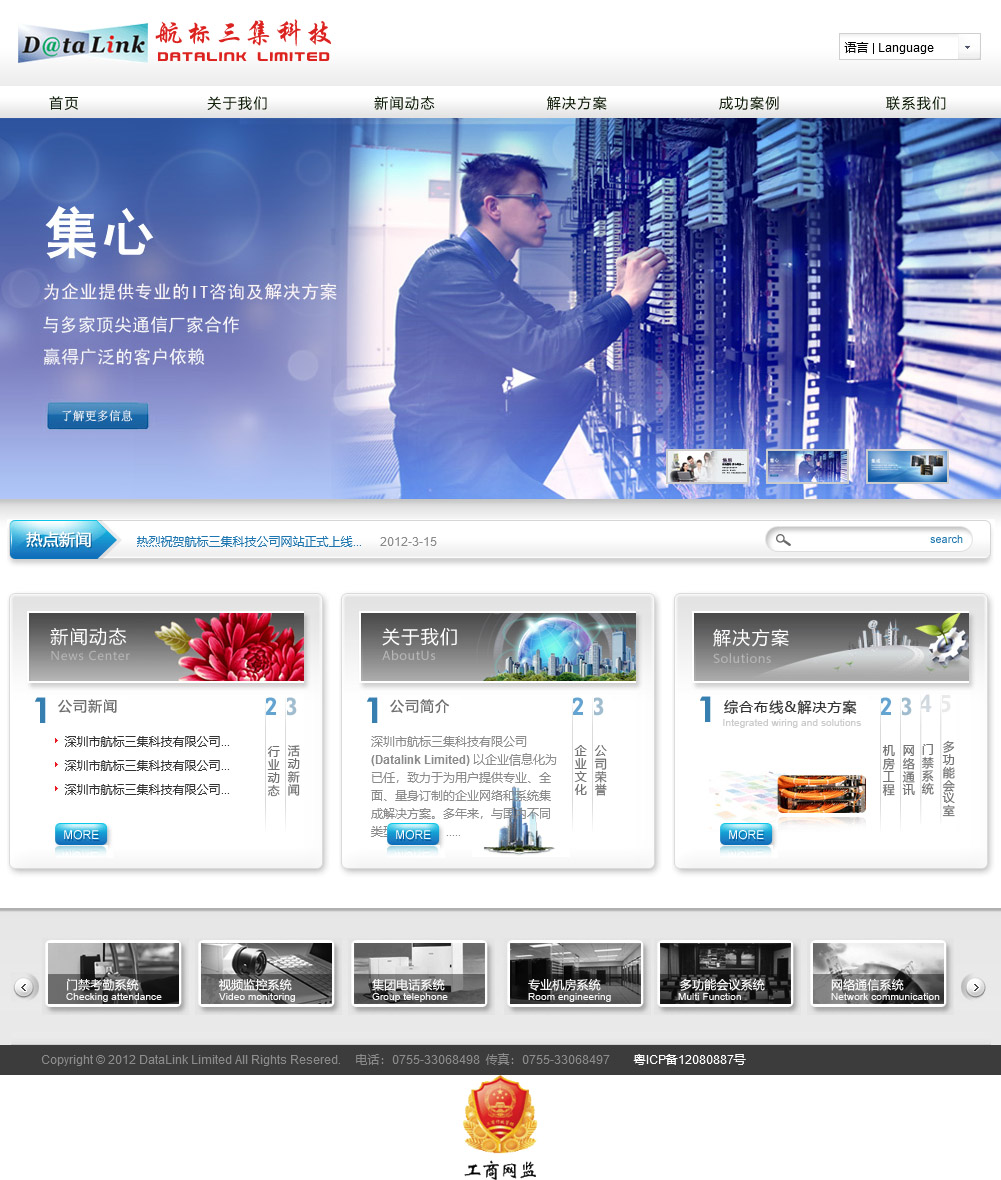 D@taLink
航标三集科技
DATALINK LIMITED
语言 | Language
首页
关于我们
新闻动态
解决方案
成功案例
联系我们
集心
为企业提供专业的IT咨询及解决方案
与多家顶尖通信厂家合作
赢得广泛的客户依赖
了解更多信息
热点新闻
热烈祝贺航标三集科技公司网站正式上线...
2012-3-15
search
新闻动态
News Center
1
公司新闻
2
3
深圳市航标三集科技有限公司...
深圳市航标三集科技有限公司...
深圳市航标三集科技有限公司...
行业动态
活动新闻
MORE
关于我们
AboutUs
1
公司简介
2
3
深圳市航标三集科技有限公司
(Datalink Limited) 以企业信息化为
已任，致力于为用户提供专业、全
面、量身订制的企业网络和系统集
成解决方案。多年来，与国内不同
类
.....
企业文化
公司荣誉
MORE
解决方案
Solutions
1
综合布线&解决方案
Integrated wiring and solutions
2
3
4
5
机房工程
网络通讯
门禁系统
多功能会议室
MORE
门禁考勤系统
Checking attendance
视频监控系统
Video monitoring
集团电话系统
Group telephone
专业机房系统
Room engineering
多功能会议系统
Multi Function
网络通信系统
Network communication
Copyright © 2012 DataLink Limited All Rights Resered.
电话：0755-33068498 传真：0755-33068497
粤ICP备12080887号
工商网监